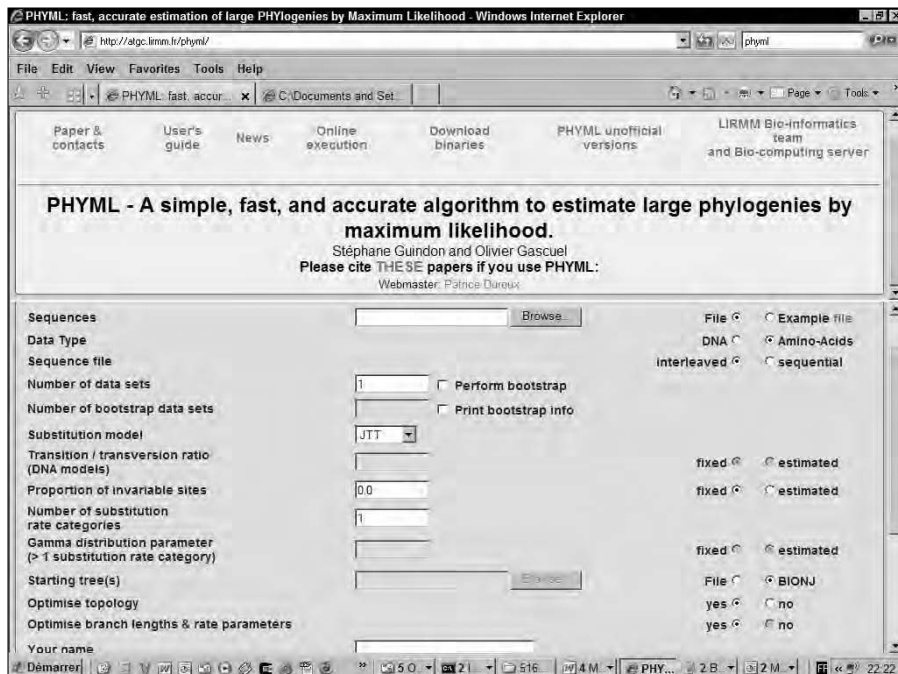 PHYML: fast, accurate estimation of large PHYlogenies by Maximum Likelihood - Windows Internet Explorer
http://atgc.lirmm.fr/phyml/
phyml
File Edit View Favorites Tools Help
PHYML: fast, accur... C:\Documents and Set... Page Tools
Paper & contacts
User's guide
News
Online execution
Download binaries
PHYML unofficial versions
LIRMM Bio-informatics team and Bio-computing server
PHYML - A simple, fast, and accurate algorithm to estimate large phylogenies by
maximum likelihood.
Stéphane Guindon and Olivier Gascuel
Please cite THESE papers if you use PHYML:
Webmaster: Patrice Duroux
Sequences Browse... File Example file
Data Type DNA Amino-Acids
Sequence file interleaved sequential
Number of data sets 1 Perform bootstrap
Number of bootstrap data sets Print bootstrap info
Substitution model JTT
Transition / transversion ratio
(DNA models) fixed estimated
Proportion of invariable sites 0.0 fixed estimated
Number of substitution
rate categories 1
Gamma distribution parameter
(> 1 substitution rate category) fixed estimated
Starting tree(s) Browse... File BIONJ
Optimise topology yes no
Optimise branch lengths & rate parameters yes no
Your name
Démarrer » 5 O... 2 I... 516... 4 M... PHY... 2 B... 2 M... « 22:22